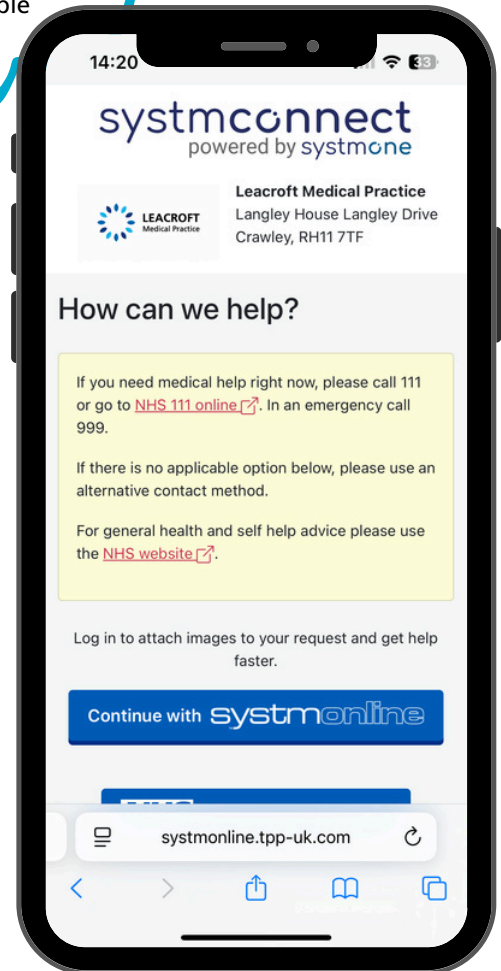 ble
14:20
33
systmconnect
powered by systmone
LEACROFT
Medical Practice
Leacroft Medical Practice
Langley House Langley Drive
Crawley, RH11 7TF
How can we help?
If you need medical help right now, please call 111
or go to NHS 111 online. In an emergency call
999.
If there is no applicable option below, please use an
alternative contact method.
For general health and self help advice please use
the NHS website.
Log in to attach images to your request and get help
faster.
Continue with systmonline
systmonline.tpp-uk.com